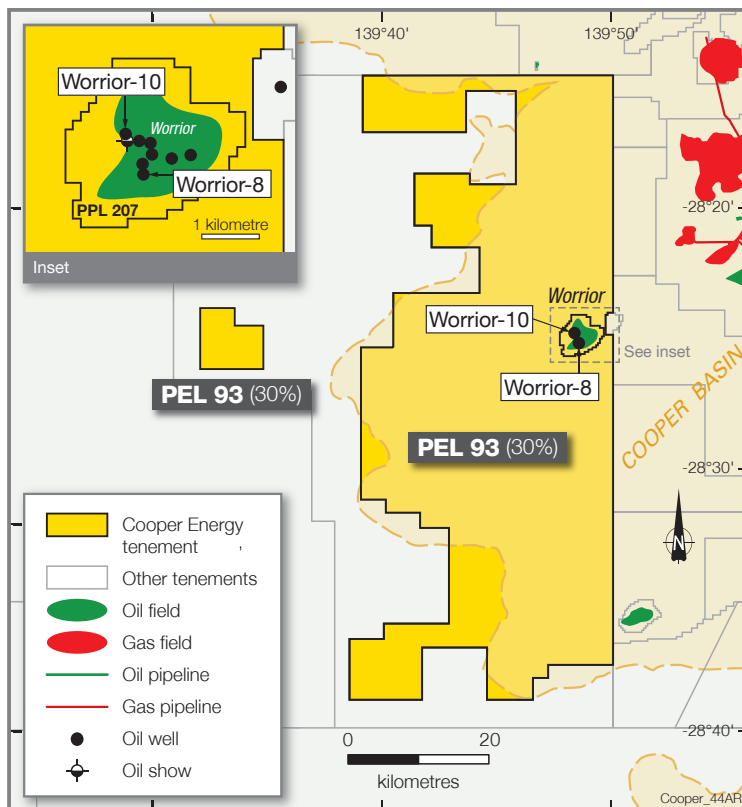 139°40'
139°50'
Worrior-10
Worrior
Worrior-8
PPL 207
1 kilometre
Inset
-28°20'
Worrior
Worrior-10
See inset
Worrior-8
PEL 93 (30%)
COOPER BASIN
PEL 93 (30%)
-28°30'
N
Cooper Energy
tenement
,
Other tenements
Oil field
Gas field
Oil pipeline
Gas pipeline
Oil well
Oil show
-28°40'
0 20
kilometres
Cooper_44AR